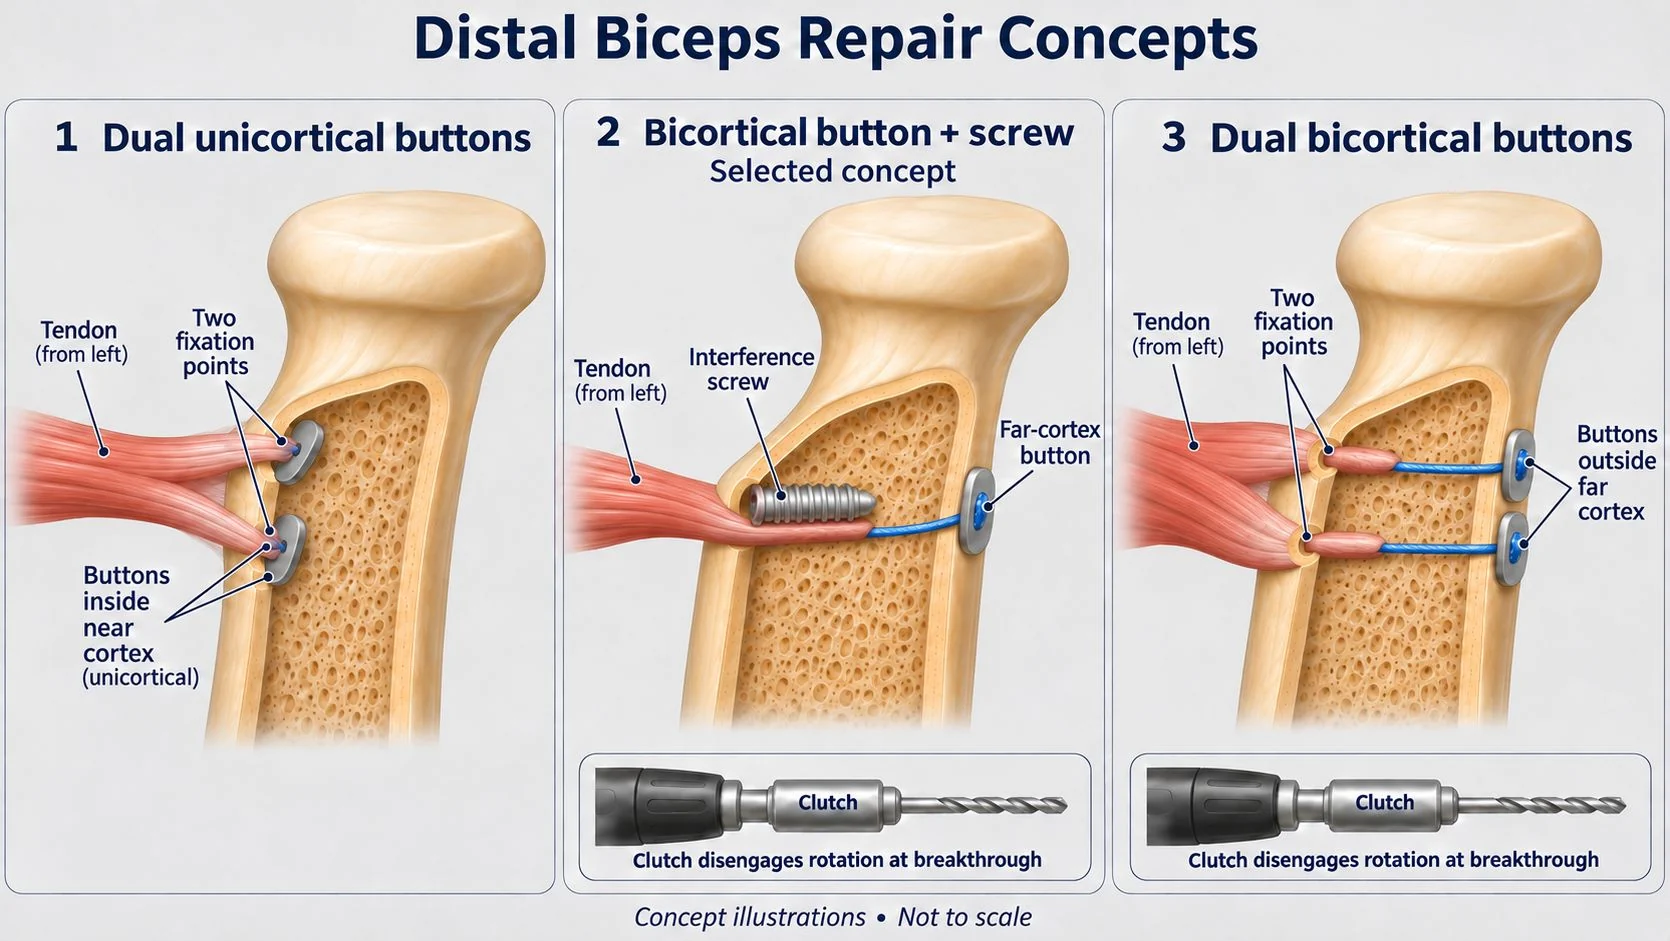 Distal Biceps Repair Concepts
1 Dual unicortical buttons
Tendon
(from left)
Two
fixation
points
Buttons
inside
near
cortex
(unicortical)
2 Bicortical button + screw
Selected concept
Tendon
(from left)
Interference
screw
Far-cortex
button
Clutch
Clutch disengages rotation at breakthrough
3 Dual bicortical buttons
Tendon
(from left)
Two
fixation
points
Buttons
outside
far
cortex
Clutch
Clutch disengages rotation at breakthrough
Concept illustrations • Not to scale